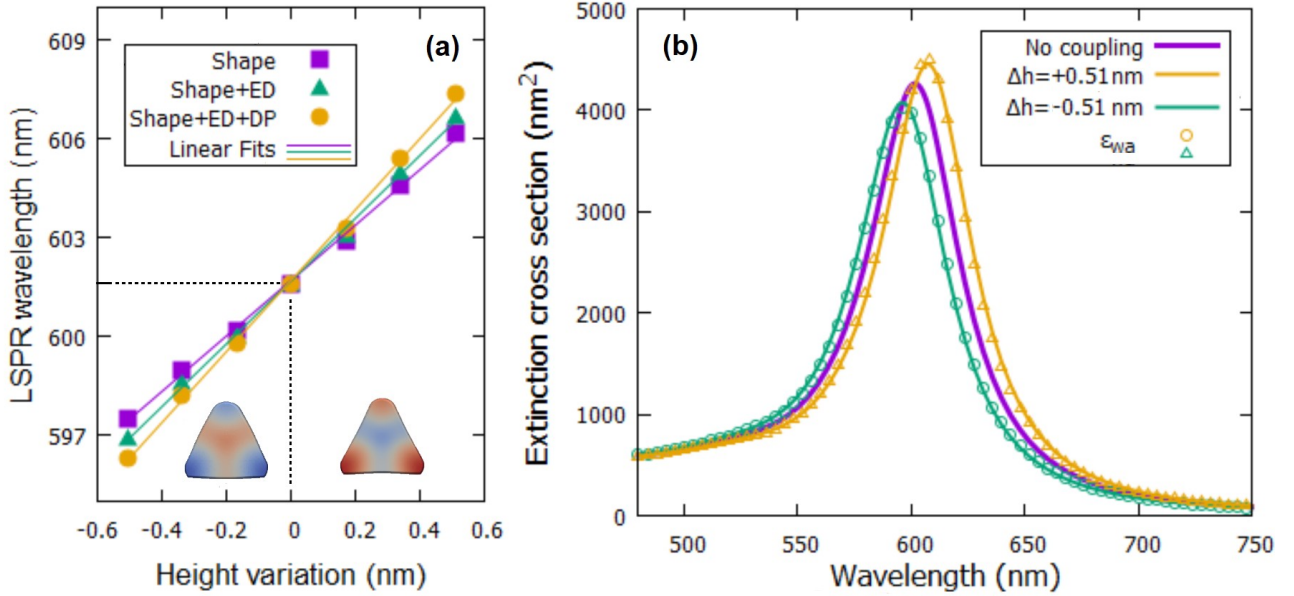 (a)
LSPR wavelength (nm)
609
606
603
600
597
Shape
Shape+ED
Shape+ED+DP
Linear Fits
-0.6 -0.4 -0.2 0 0.2 0.4 0.6
Height variation (nm)
(b)
Extinction cross section (nm²)
5000
4000
3000
2000
1000
0
No coupling
Δh=+0.51 nm
Δh=-0.51 nm
εwa
500 550 600 650 700 750
Wavelength (nm)